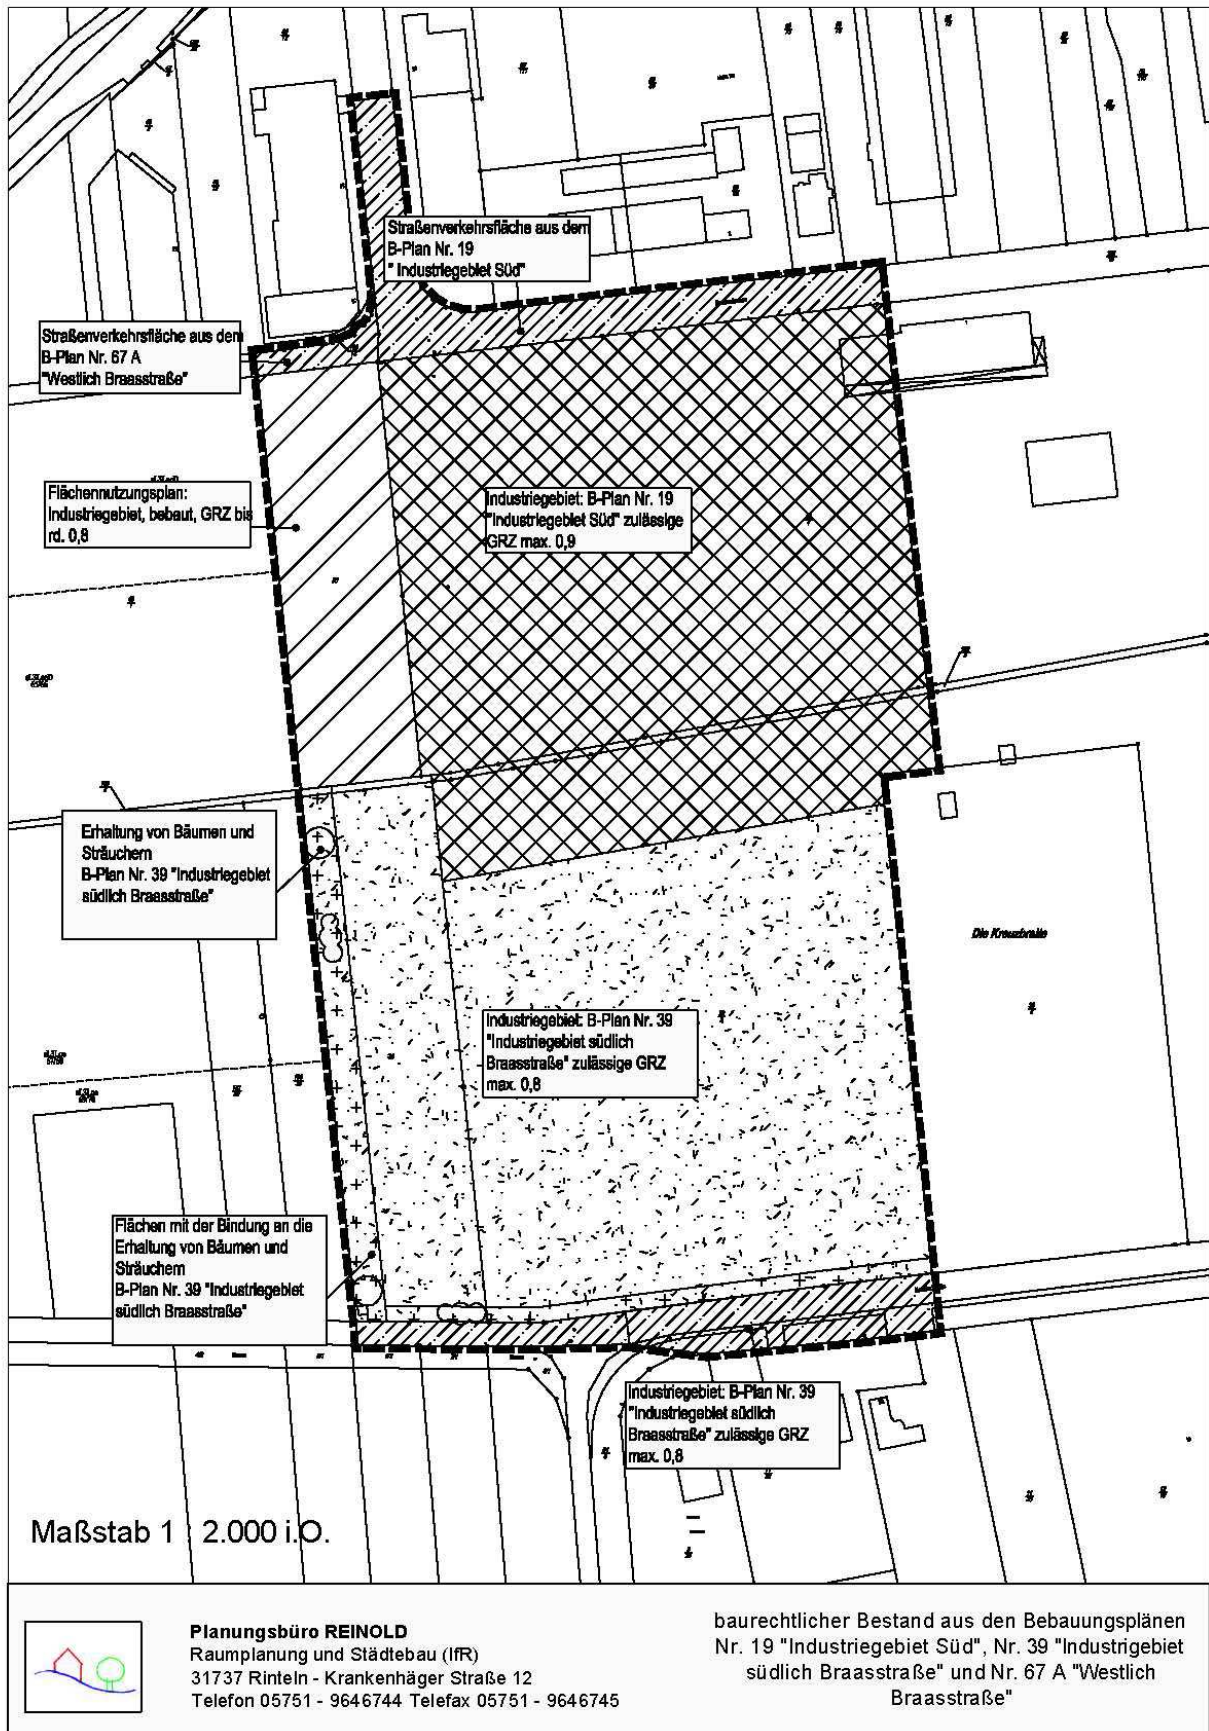 Straßenverkehrsfläche aus dem
B-Plan Nr. 19
" Industriegebiet Süd"
Straßenverkehrsfläche aus dem
B-Plan Nr. 67 A
"Westlich Braasstraße"
Flächennutzungsplan:
Industriegebiet, bebaut, GRZ bis
rd. 0,8
Industriegebiet: B-Plan Nr. 19
"Industriegebiet Süd" zulässige
GRZ max. 0,9
Erhaltung von Bäumen und
Sträuchern
B-Plan Nr. 39 "Industriegebiet
südlich Braasstraße"
Die Kreuzbreite
Industriegebiet: B-Plan Nr. 39
"Industriegebiet südlich
Braasstraße" zulässige GRZ
max. 0,8
Flächen mit der Bindung an die
Erhaltung von Bäumen und
Sträuchern
B-Plan Nr. 39 "Industriegebiet
südlich Braasstraße"
Industriegebiet: B-Plan Nr. 39
"Industriegebiet südlich
Braasstraße" zulässige GRZ
max. 0,8
Maßstab 1 : 2.000 i.O.
Planungsbüro REINOLD
Raumplanung und Städtebau (IfR)
31737 Rinteln - Krankenhäger Straße 12
Telefon 05751 - 9646744 Telefax 05751 - 9646745
baurechtlicher Bestand aus den Bebauungsplänen
Nr. 19 "Industriegebiet Süd", Nr. 39 "Industrigebiet
südlich Braasstraße" und Nr. 67 A "Westlich
Braasstraße"